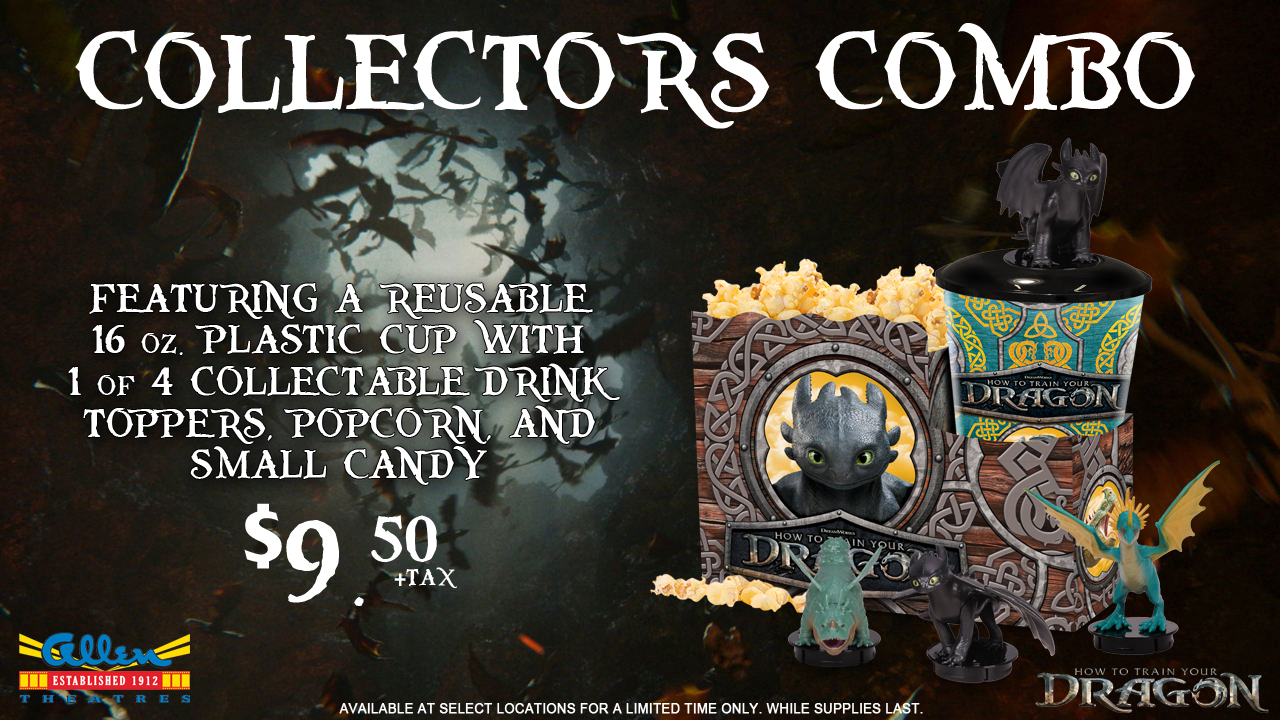 COLLECTORS COMBO
FEATURING A REUSABLE
16 OZ. PLASTIC CUP WITH
1 OF 4 COLLECTABLE DRINK
TOPPERS, POPCORN, AND
SMALL CANDY
$9.50
+TAX
DREAMWORKS
HOW TO TRAIN YOUR
DRAGON
DREAMWORKS
HOW TO TRAIN YOUR
DRAGON
Allen
ESTABLISHED 1912
THEATRES
HOW TO TRAIN YOUR
DRAGON
AVAILABLE AT SELECT LOCATIONS FOR A LIMITED TIME ONLY. WHILE SUPPLIES LAST.